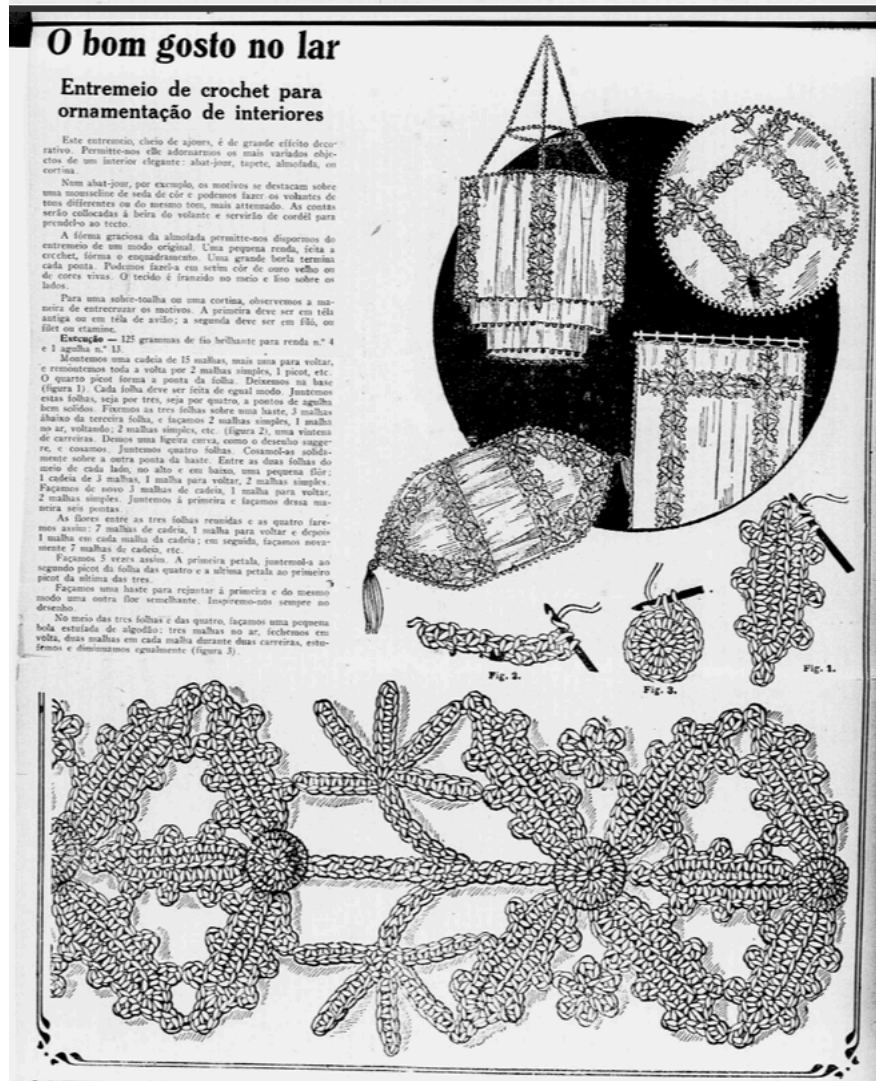 O bom gosto no lar
Entremeio de crochet para
ornamentação de interiores
Este entremeio, cheio de ajoures, é de grande effeito deco-
rativo. Permitte-nos elle adornarmos os mais variados obje-
ctos de um interior elegante: abat-jour, tapete, almofada, ou
cortina.
Num abat-jour, por exemplo, os motivos se destacam sobre
uma mousseline de seda de côr e podemos fazer os volantes de
tons differentes ou do mesmo tom, mais attenuado. As contas
serão collocadas á beira do volante e servirão de cordél para
prendel-o ao tecto.
A fórma graciosa da almofada permitte-nos dispormos do
entremeio de um modo original. Uma pequena renda, feita a
crochet, fórma o enquadramento. Uma grande borla termina
cada ponta. Podemos fazel-a em setim côr de ouro velho ou
de cores vivas. O tecido é franzido no meio e liso sobre os
lados.
Para uma sobre-toalha ou uma cortina, observemos a ma-
neira de entrecruzar os motivos. A primeira deve ser em téla
antiga ou em téla de avião; a segunda deve ser em filó, ou
filet ou etamine.
Execução — 125 grammas de fio brilhante para renda n.° 4
e 1 agulha n.° 13.
Montemos uma cadeia de 15 malhas, mais uma para voltar,
e remontemos toda a volta por 2 malhas simples, 1 picot, etc.
O quarto picot forma a ponta da folha. Deixemos na base
(figura 1). Cada folha deve ser feita de egual modo. Juntemos
estas folhas, seja por tres, seja por quatro, a pontos de agulha
bem solidos. Fixemos as tres folhas sobre uma haste, 3 malhas
ábaixo da terceira folha, e façamos 2 malhas simples, 1 malha
no ar, voltando; 2 malhas simples, etc. (figura 2), uma vintena
de carreiras. Demos uma ligeira curva, como o desenho sugge-
re, e cosamos. Juntemos quatro folhas. Cosamol-as solida-
mente sobre a outra ponta da haste. Entre as duas folhas do
meio de cada lado, no alto e em baixo, uma pequena flôr:
1 cadeia de 3 malhas, 1 malha para voltar, 2 malhas simples.
Façamos de novo 3 malhas de cadeia, 1 malha para voltar,
2 malhas simples. Juntemos á primeira e façamos dessa ma-
neira seis pontas.
As flores entre as tres folhas reunidas e as quatro fare-
mos assim: 7 malhas de cadeia, 1 malha para voltar e depois
1 malha em cada malha da cadeia; em seguida, façamos nova-
mente 7 malhas de cadeia, etc.
Façamos 5 vezes assim. A primeira petala, juntemol-a ao
segundo picot da folha das quatro e a ultima petala ao primeiro
picot da ultima das tres.
Façamos uma haste para rejuntar á primeira e do mesmo
modo uma outra flor semelhante. Inspiremo-nos sempre no
desenho.
No meio das tres folhas e das quatro, façamos uma pequena
bola estufada de algodão: tres malhas no ar, fechemos em
volta, duas malhas em cada malha durante duas carreiras, estu-
femos e diminuamos egualmente (figura 3).
Fig. 2.
Fig. 3.
Fig. 1.